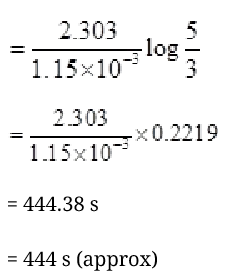 = 2.303 / 1.15×10⁻³ log 5/3
= 2.303 / 1.15×10⁻³ ×0.2219
= 444.38 s
= 444 s (approx)